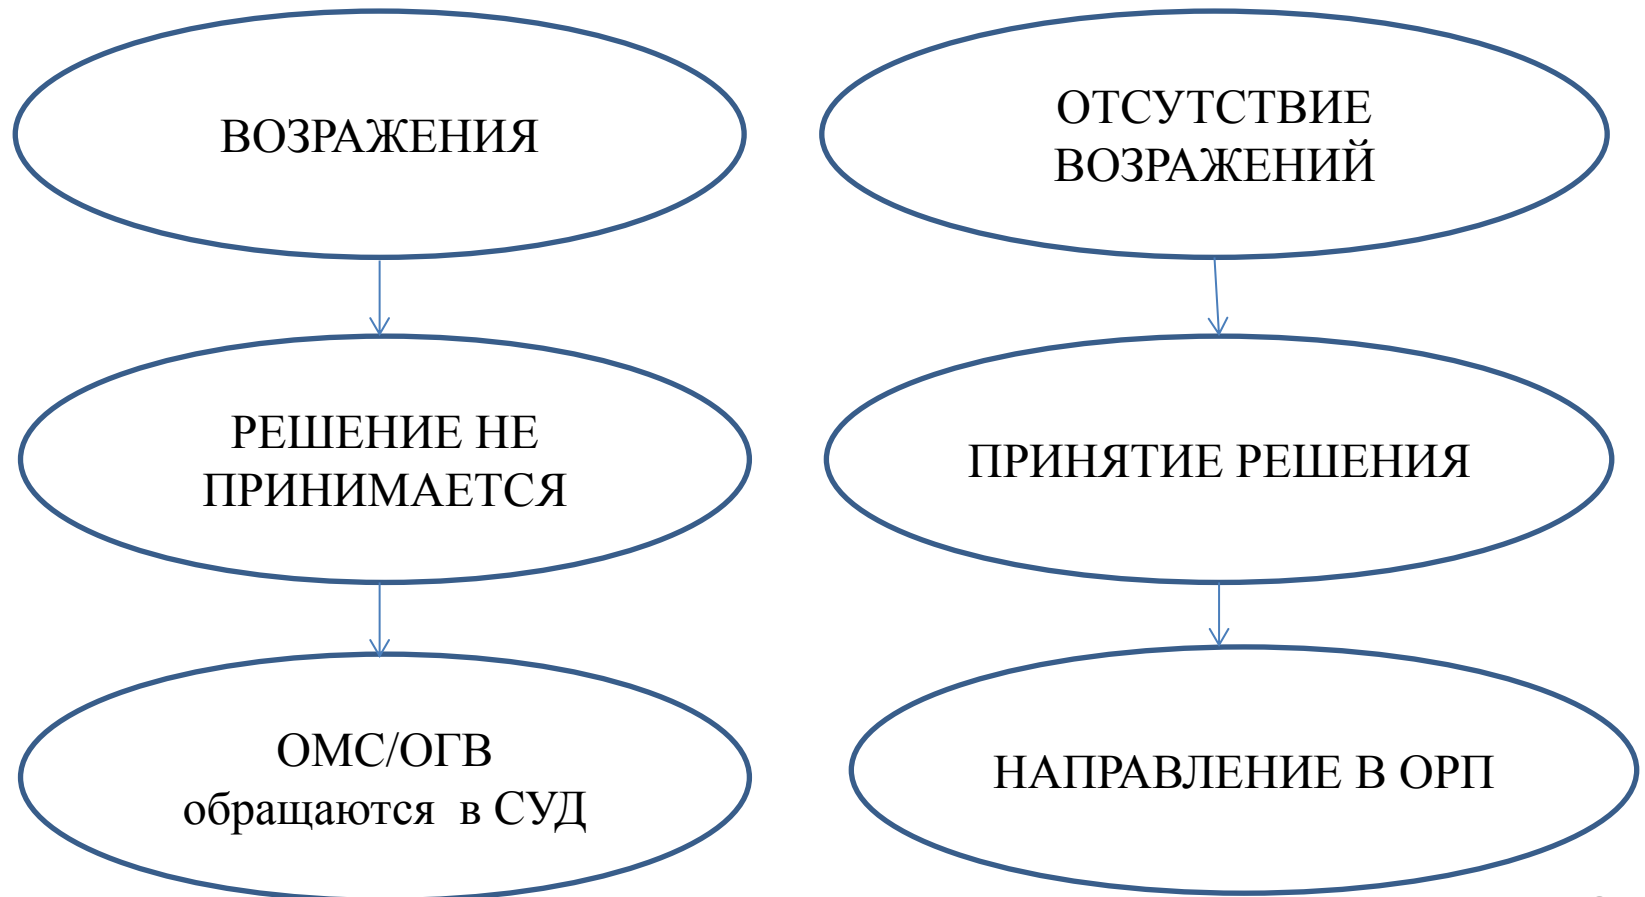 ВОЗРАЖЕНИЯ
ОТСУТСТВИЕ
ВОЗРАЖЕНИЙ
РЕШЕНИЕ НЕ
ПРИНИМАЕТСЯ
ПРИНЯТИЕ РЕШЕНИЯ
ОМС/ОГВ
обращаются в СУД
НАПРАВЛЕНИЕ В ОРП